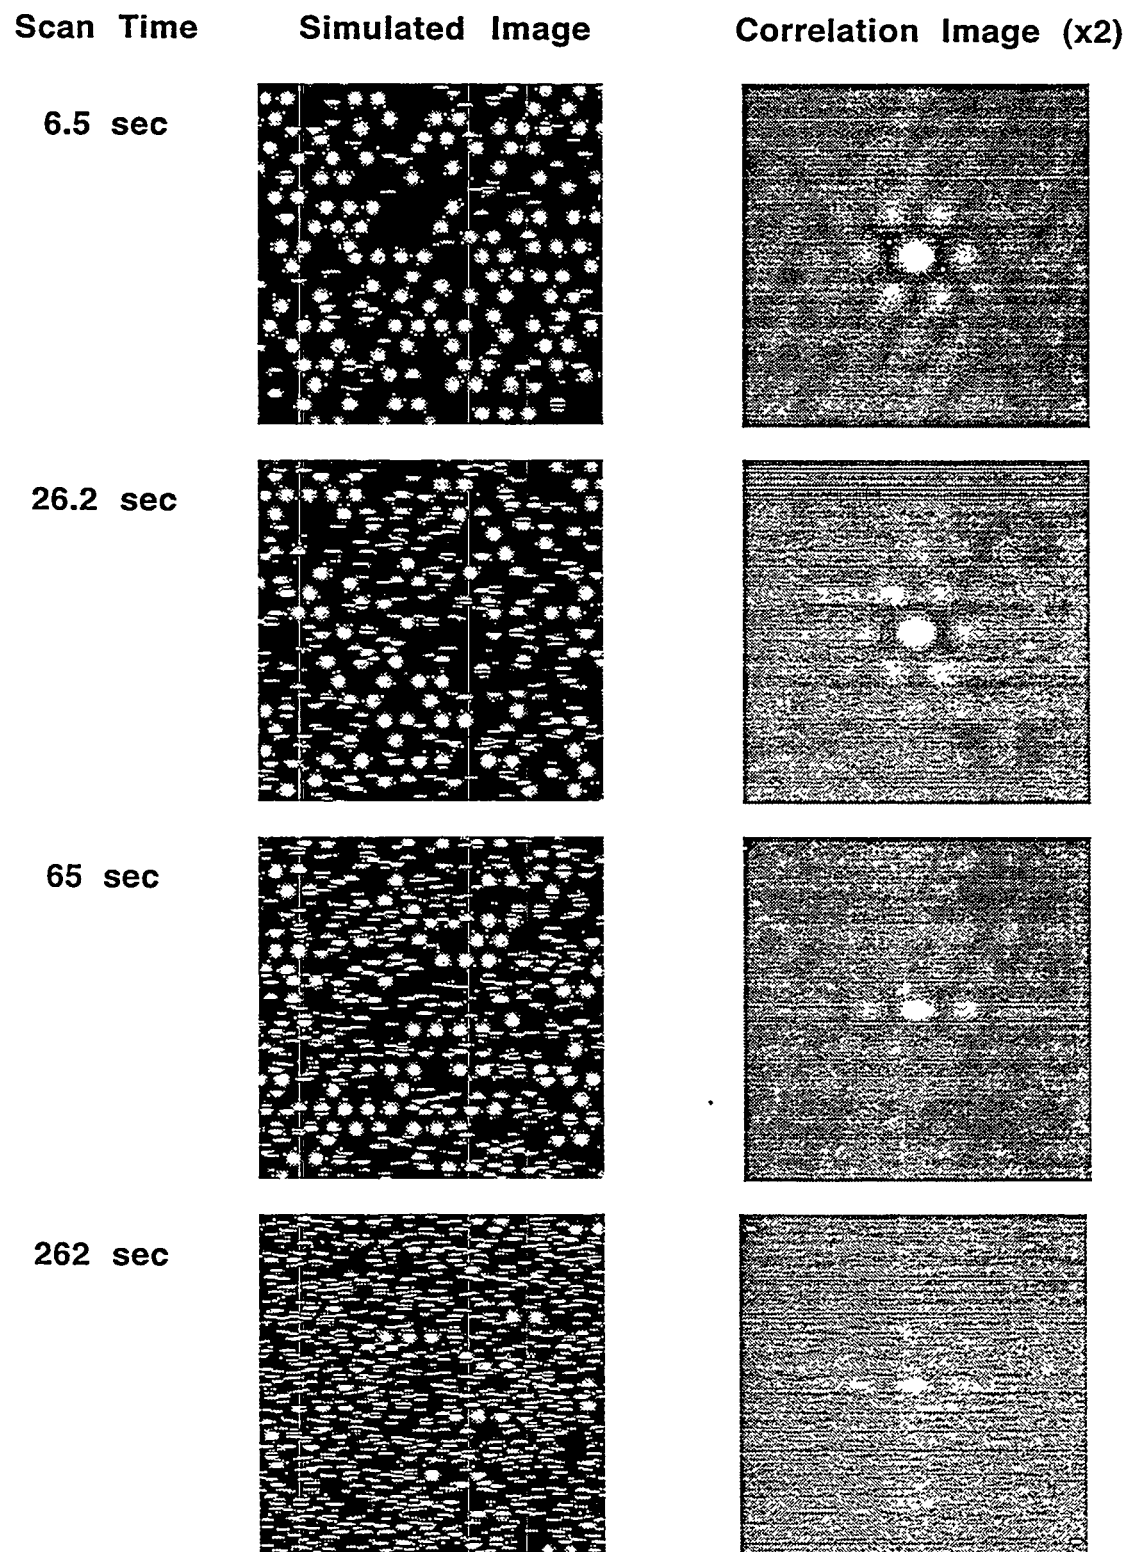 Scan Time Simulated Image Correlation Image (x2)
6.5 sec
26.2 sec
65 sec
262 sec